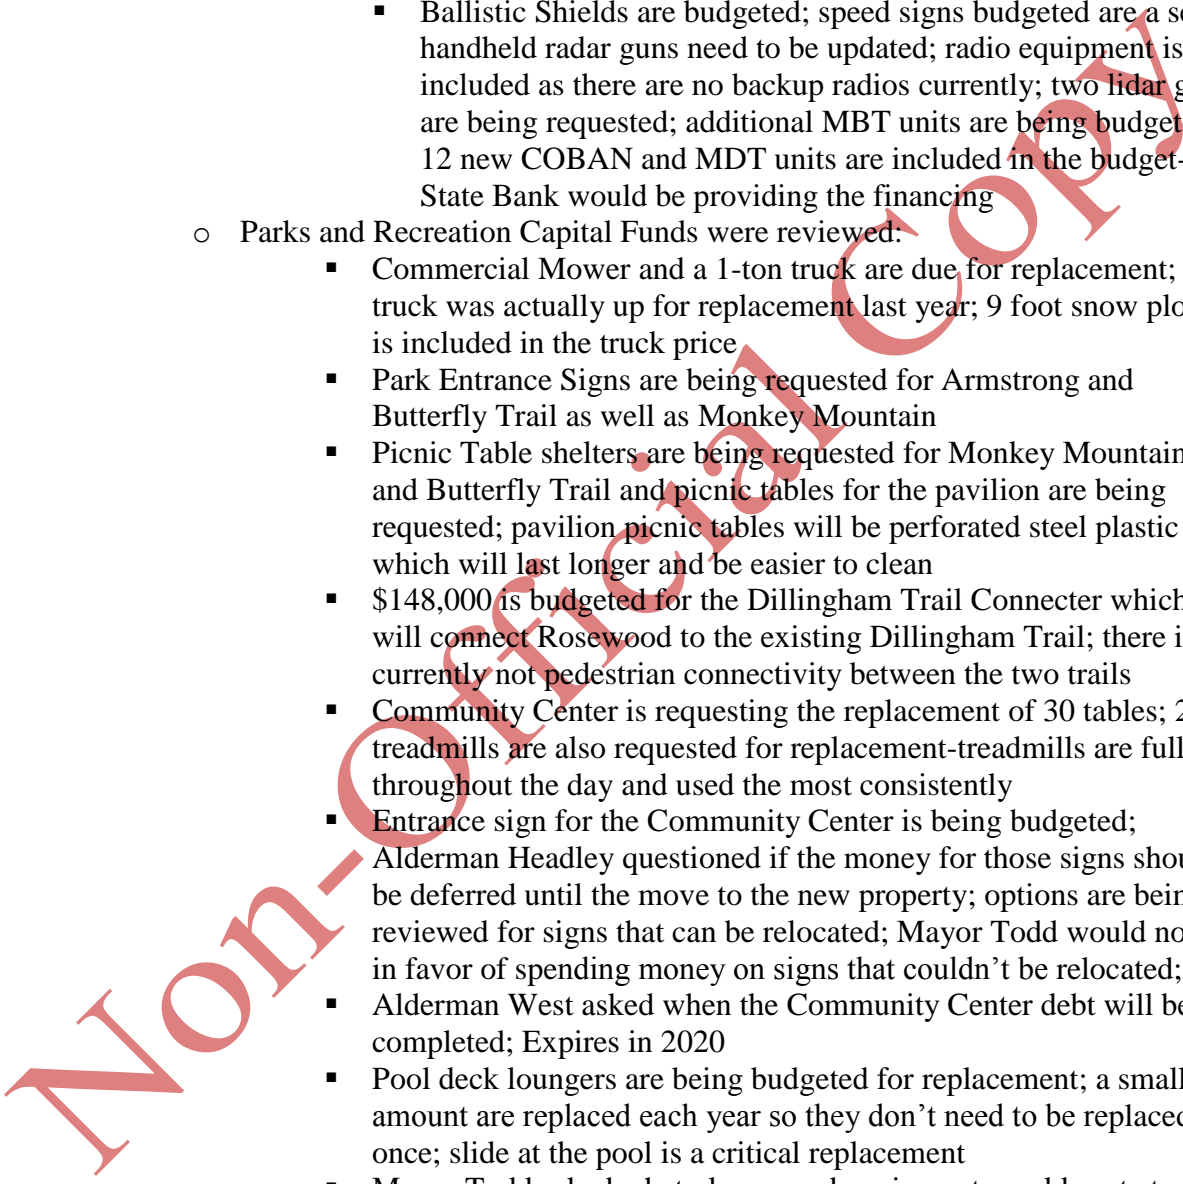 ▪ Ballistic Shields are budgeted; speed signs budgeted are a
handheld radar guns need to be updated; radio equipment is
included as there are no backup radios currently; two lidar
are being requested; additional MBT units are being
12 new COBAN and MDT units are included in the budget-
State Bank would be providing the financing
o Parks and Recreation Capital Funds were reviewed:
▪ Commercial Mower and a 1-ton truck are due for replacement;
truck was actually up for replacement last year; 9 foot snow
is included in the truck price
▪ Park Entrance Signs are being requested for Armstrong and
Butterfly Trail as well as Monkey Mountain
▪ Picnic Table shelters are being requested for Monkey Mountain
and Butterfly Trail and picnic tables for the pavilion are being
requested; pavilion picnic tables will be perforated steel plastic
which will last longer and be easier to clean
▪ $148,000 is budgeted for the Dillingham Trail Connecter which
will connect Rosewood to the existing Dillingham Trail; there
currently not pedestrian connectivity between the two trails
▪ Community Center is requesting the replacement of 30 tables; 2
treadmills are also requested for replacement-treadmills are full
throughout the day and used the most consistently
▪ Entrance sign for the Community Center is being budgeted;
Alderman Headley questioned if the money for those signs
be deferred until the move to the new property; options are
reviewed for signs that can be relocated; Mayor Todd would
in favor of spending money on signs that couldn’t be relocated;
▪ Alderman West asked when the Community Center debt will be
completed; Expires in 2020
▪ Pool deck loungers are being budgeted for replacement; a small
amount are replaced each year so they don’t need to be replaced
once; slide at the pool is a critical replacement
Non-Official Copy